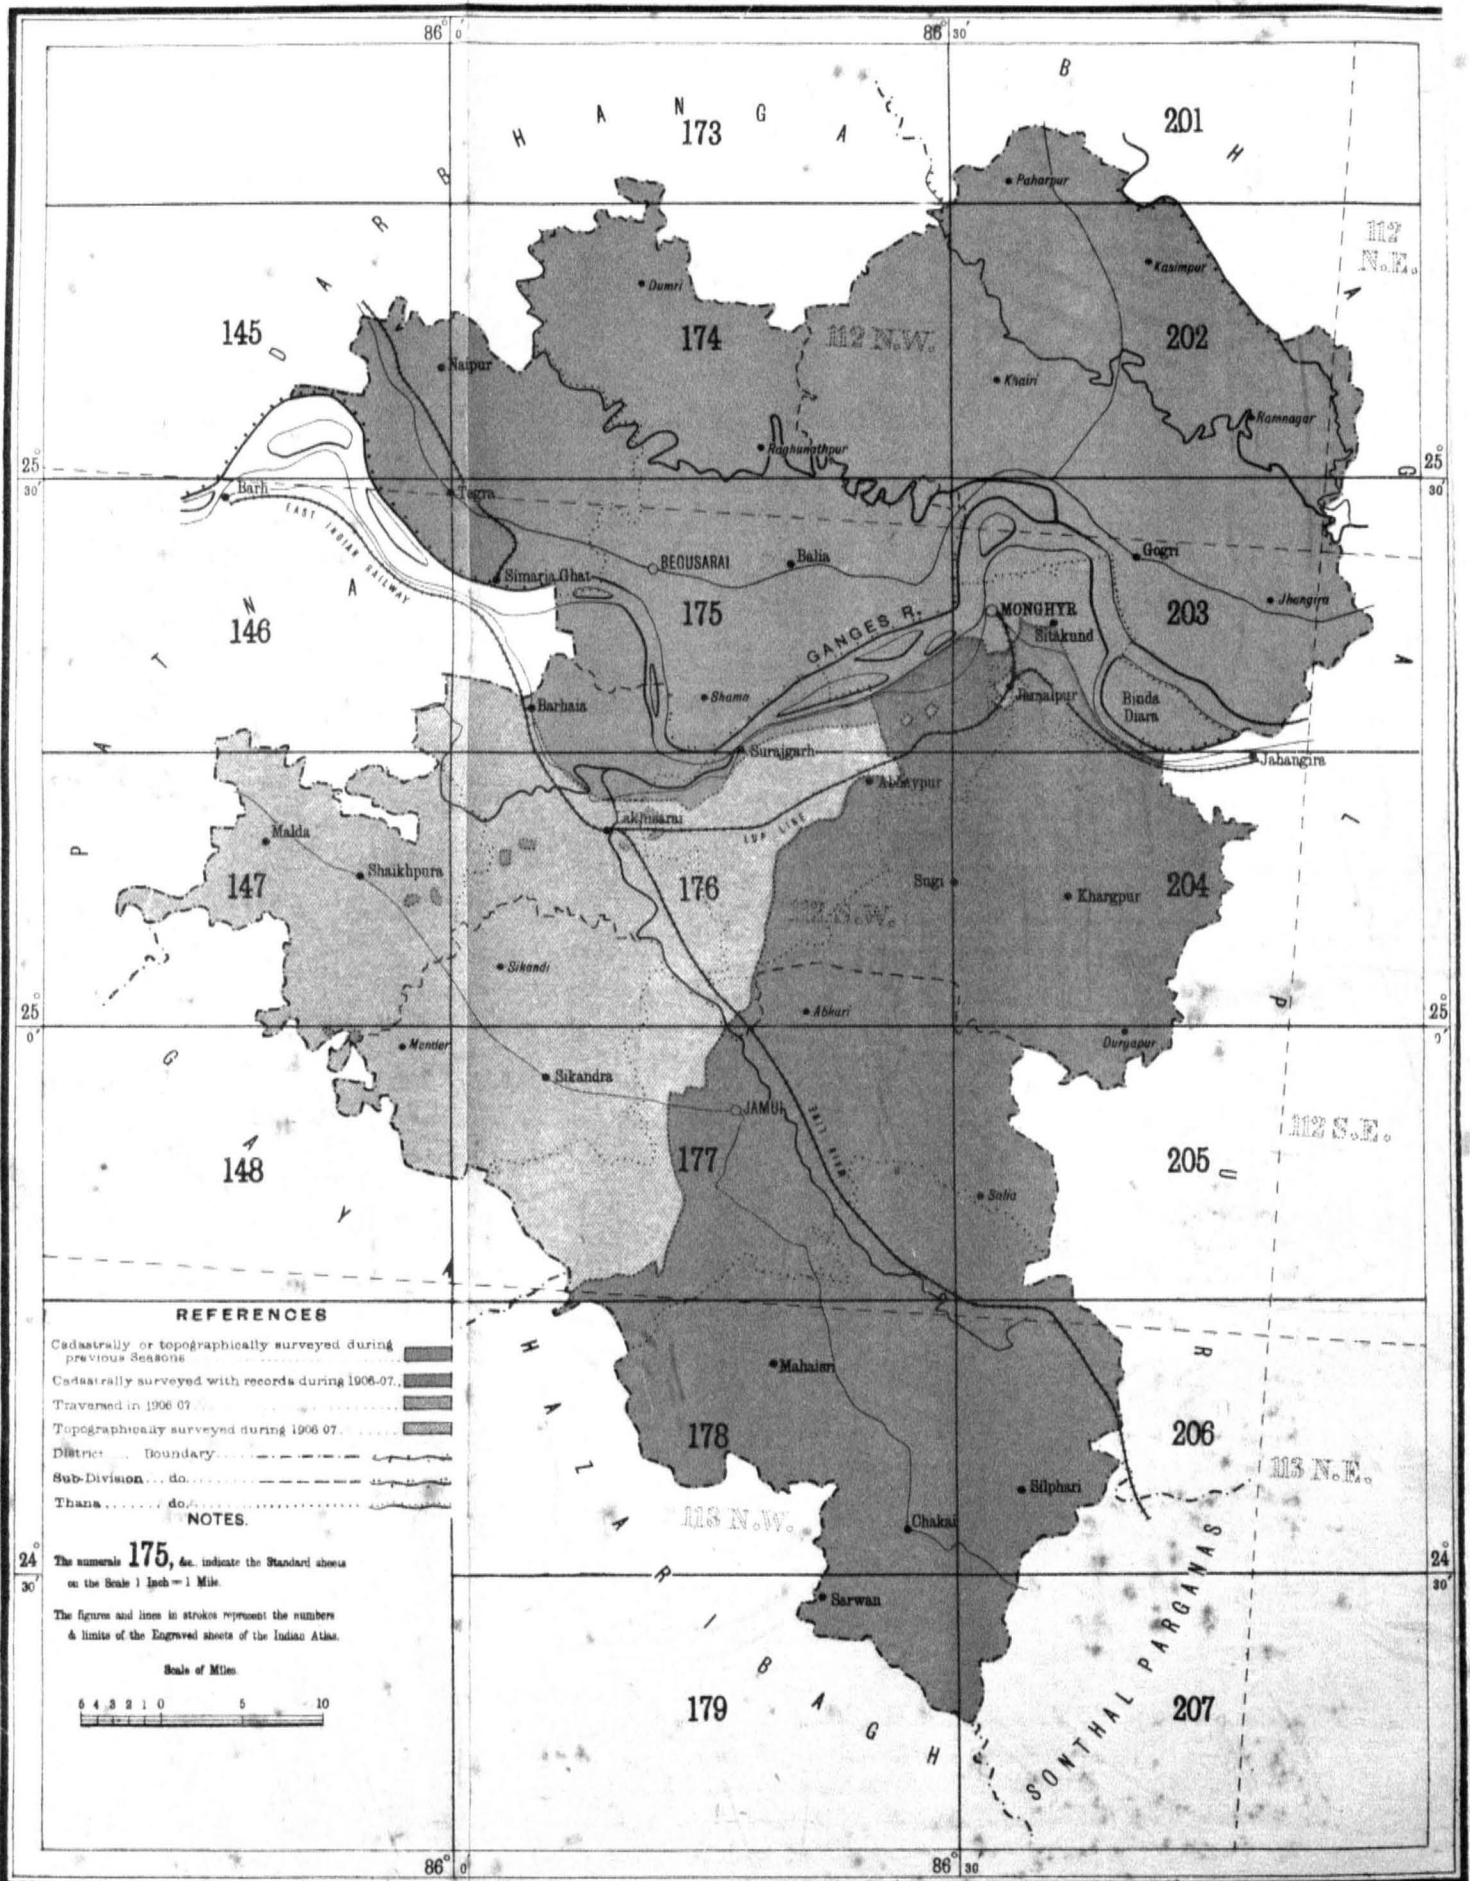 86° 0'
86° 30'
DARBHANGA
BHAGALPUR
173
201
Paharpur
112 N.E.
Kasimpur
Dumri
145
174
112 N.W.
202
Naipur
Khairi
Ramnagar
Raghunathpur
25° 30'
25° 30'
Barh
Tegra
EAST INDIAN RAILWAY
BEGUSARAI
Balia
Gogri
Simaria Ghat
PATNA
146
175
GANGES R.
MONGHYR
Sitakund
203
Jhangira
Shama
Jamalpur
Binda
Diara
Barhaia
Surajgarh
Jahangira
Abhaypur
Lakhisarai
LUP LINE
Malda
Shaikhpura
147
176
Sugi
Khargpur
204
112 S.W.
Sikandi
Abhari
25° 0'
25° 0'
Mender
Durgapur
GAYA
Sikandra
JAMUI
112 S.E.
148
177
205
Salia
REFERENCES
Cadastrally or topographically surveyed during
previous Seasons
Cadastrally surveyed with records during 1906-07.
Traversed in 1906 07
Topographically surveyed during 1906 07.
District Boundary
Sub-Division do.
Thana do.
HAZARIBAGH
Mahaisri
178
206
113 N.E.
113 N.W.
Silphari
Chakai
NOTES.
The numerals 175, &c. indicate the Standard sheets
on the Scale 1 Inch = 1 Mile.
24° 30'
24° 30'
Sarwan
The figures and lines in strokes represent the numbers
& limits of the Engraved sheets of the Indian Atlas.
SONTHAL PARGANAS
Scale of Miles
5 4 3 2 1 0 5 10
179
207
86° 0'
86° 30